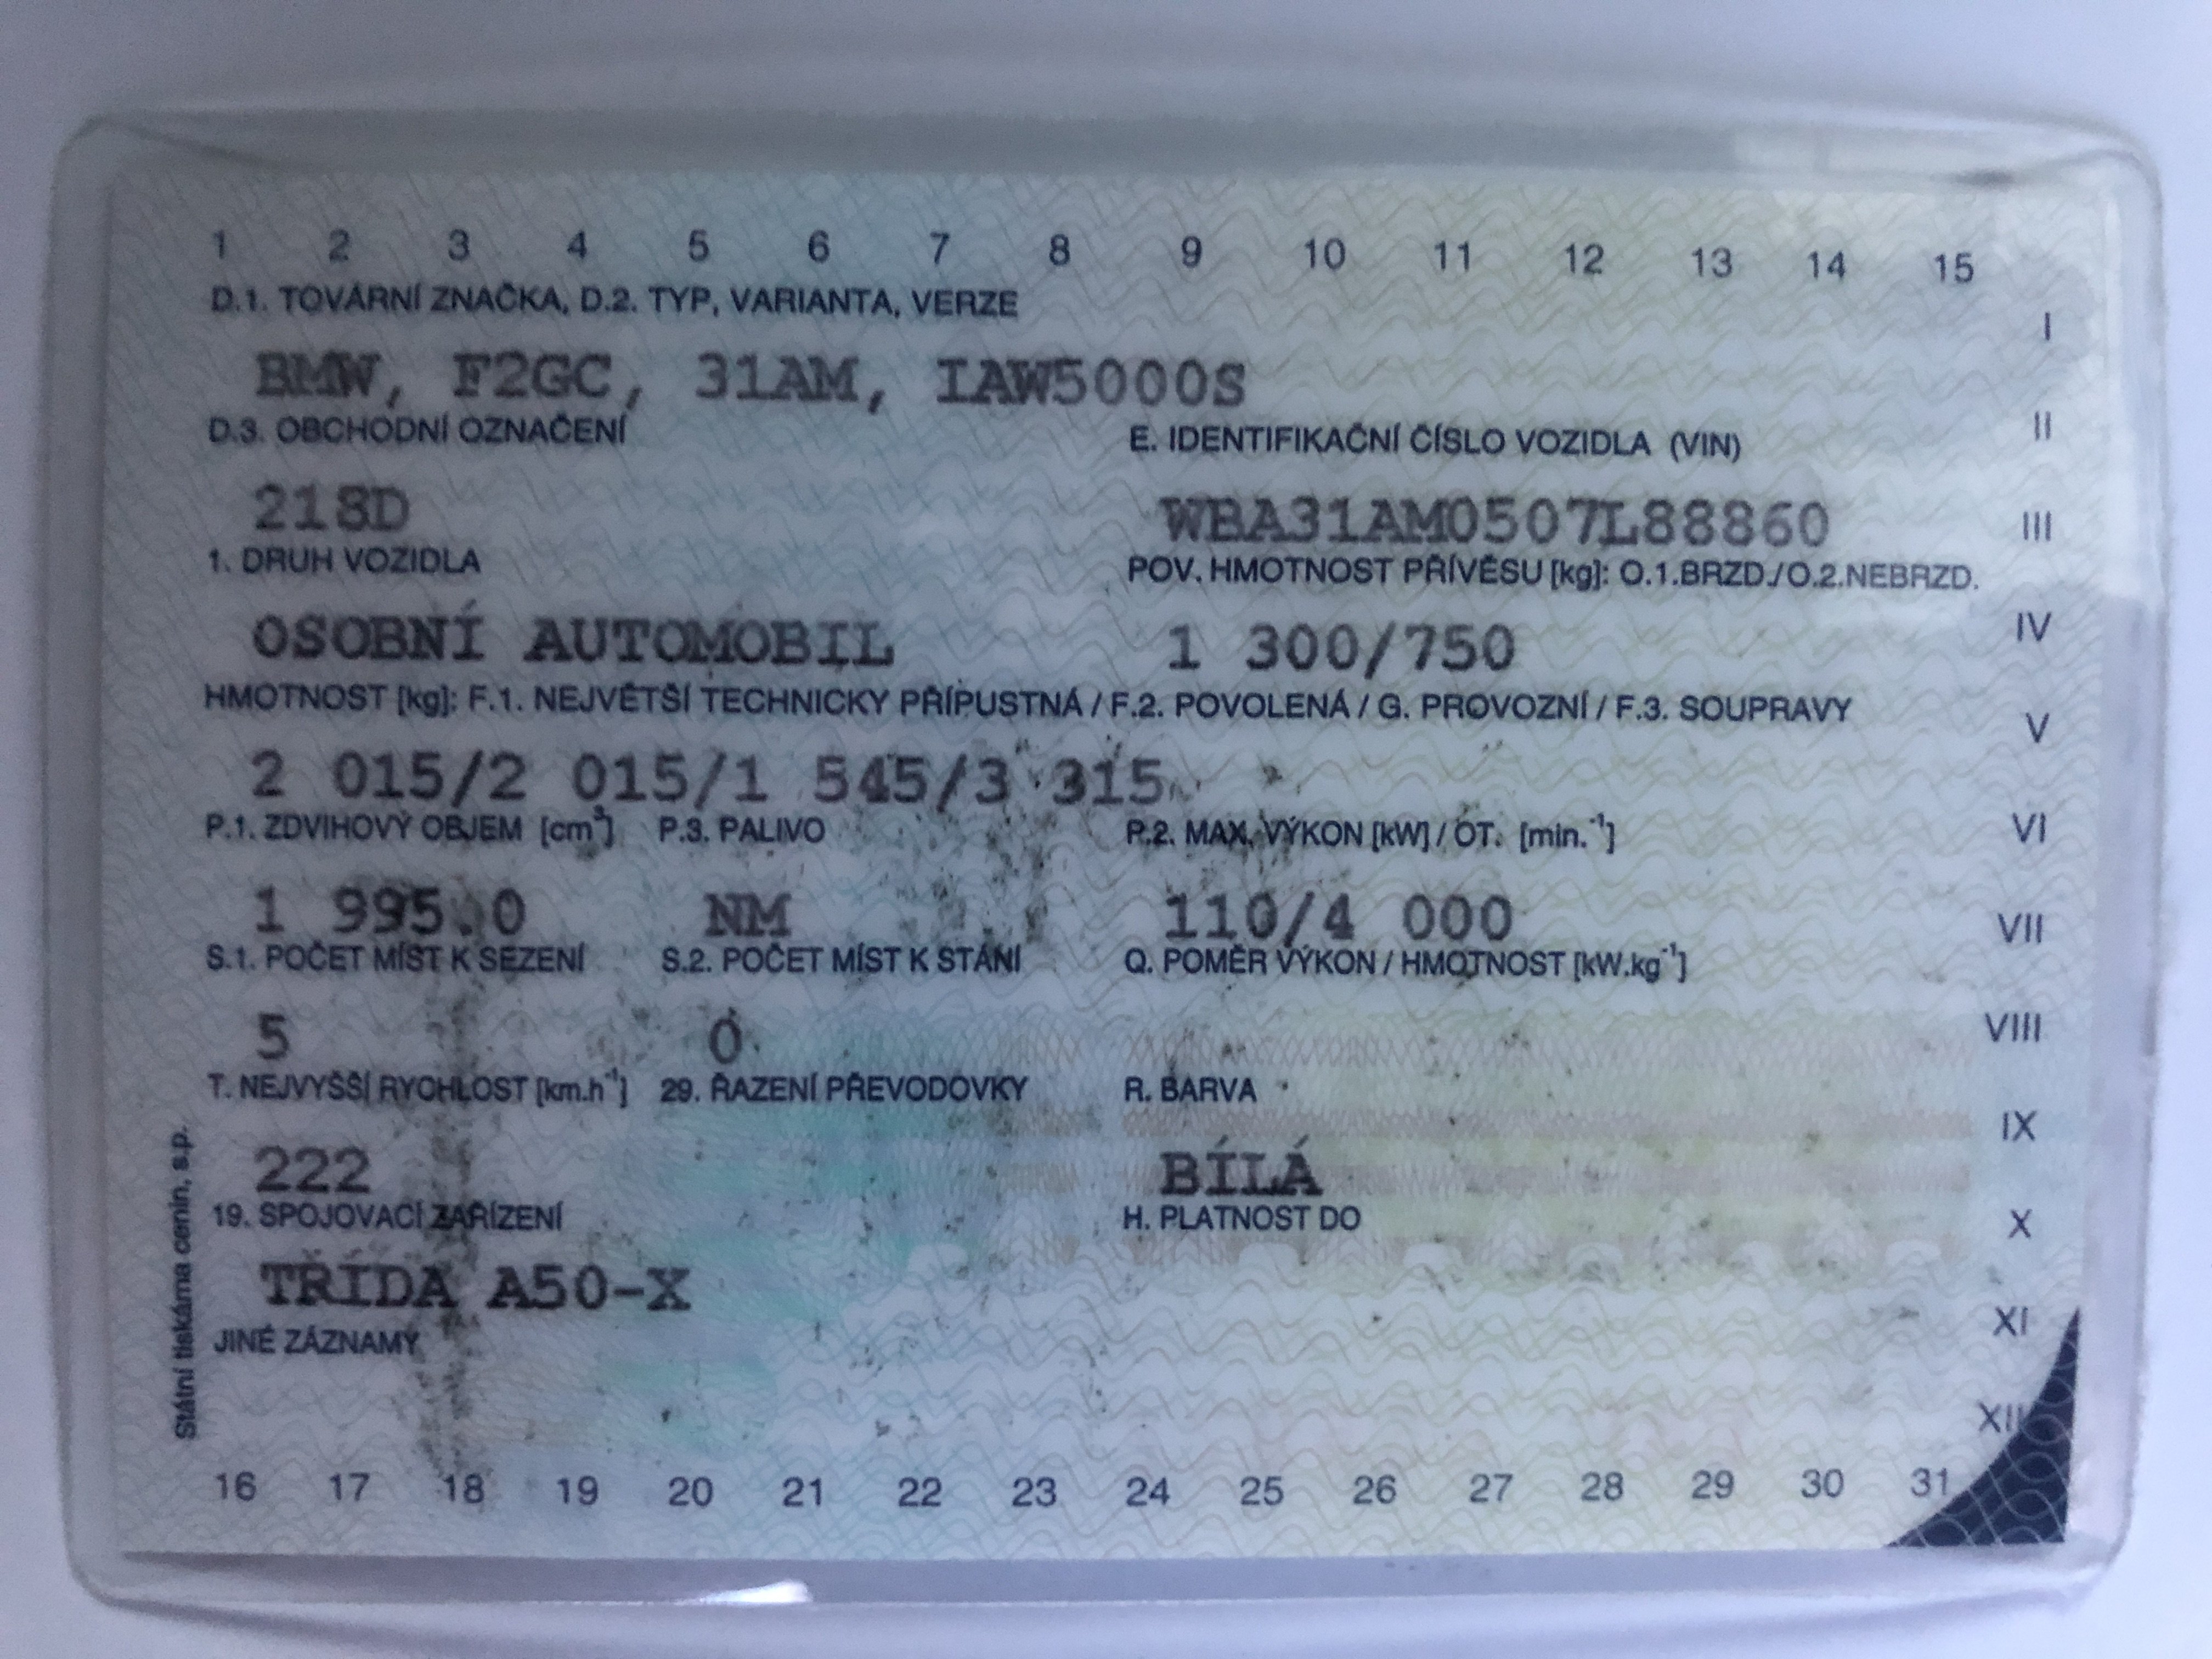 1 2 3 4 5 6 7 8 9 10 11 12 13 14 15
D.1. TOVÁRNÍ ZNAČKA, D.2. TYP, VARIANTA, VERZE
I
BMW, F2GC, 31AM, IAW5000S
D.3. OBCHODNÍ OZNAČENÍ E. IDENTIFIKAČNÍ ČÍSLO VOZIDLA (VIN)
II
218D WBA31AM0507L88860
III
1. DRUH VOZIDLA POV. HMOTNOST PŘÍVĚSU [kg]: O.1.BRZD./O.2.NEBRZD.
OSOBNÍ AUTOMOBIL 1 300/750
IV
HMOTNOST [kg]: F.1. NEJVĚTŠÍ TECHNICKY PŘÍPUSTNÁ / F.2. POVOLENÁ / G. PROVOZNÍ / F.3. SOUPRAVY
V
2 015/2 015/1 545/3 315
P.1. ZDVIHOVÝ OBJEM [cm³] P.3. PALIVO P.2. MAX. VÝKON [kW] / OT. [min.⁻¹]
VI
1 995.0 NM 110/4 000
VII
S.1. POČET MÍST K SEZENÍ S.2. POČET MÍST K STÁNÍ Q. POMĚR VÝKON / HMOTNOST [kW.kg⁻¹]
5 0
VIII
T. NEJVYŠŠÍ RYCHLOST [km.h⁻¹] 29. ŘAZENÍ PŘEVODOVKY R. BARVA
IX
222 BÍLÁ
19. SPOJOVACÍ ZAŘÍZENÍ H. PLATNOST DO
X
TŘÍDA A50-X
XI
JINÉ ZÁZNAMY
XII
Státní tiskárna cenin, s.p.
16 17 18 19 20 21 22 23 24 25 26 27 28 29 30 31